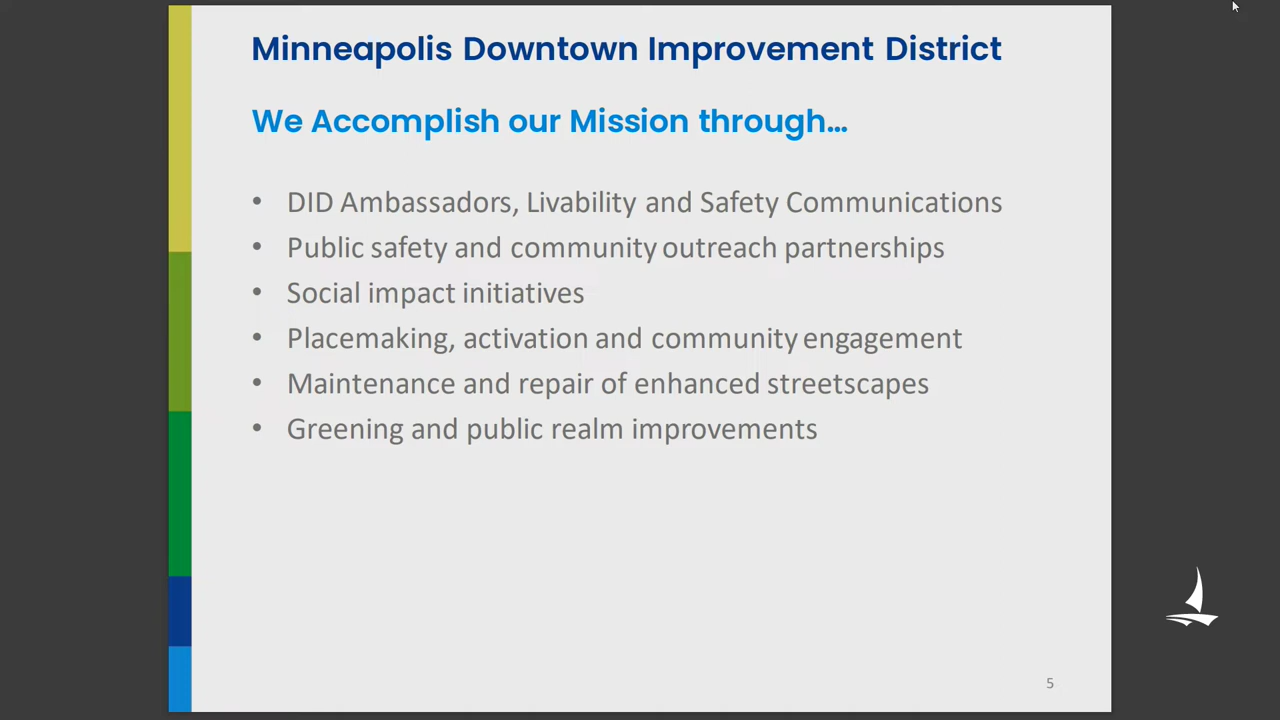 Minneapolis Downtown Improvement District
We Accomplish our Mission through…
• DID Ambassadors, Livability and Safety Communications
• Public safety and community outreach partnerships
• Social impact initiatives
• Placemaking, activation and community engagement
• Maintenance and repair of enhanced streetscapes
• Greening and public realm improvements
5